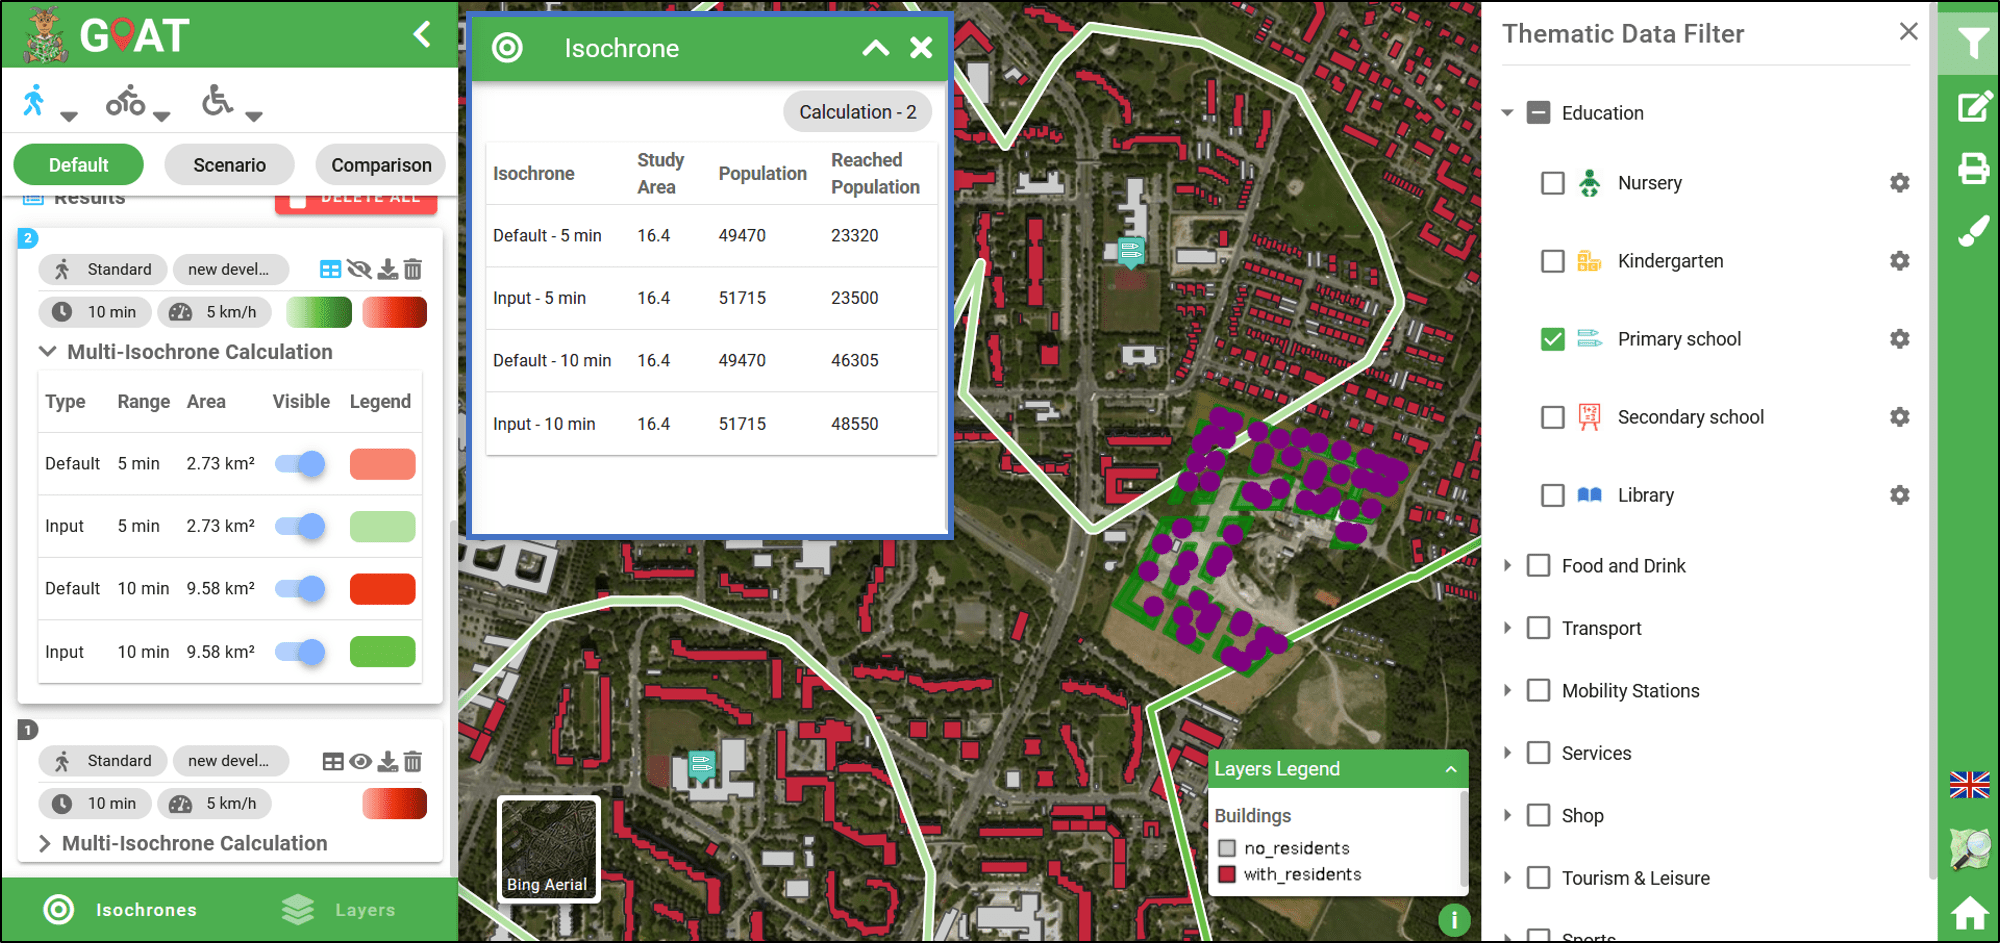 GOAT
Default
Scenario
Comparison
Results
DELETE ALL
2
Standard
new devel...
10 min
5 km/h
Multi-Isochrone Calculation
Type Range Area Visible Legend
Default 5 min 2.73 km²
Input 5 min 2.73 km²
Default 10 min 9.58 km²
Input 10 min 9.58 km²
1
Standard
new devel...
10 min
5 km/h
Multi-Isochrone Calculation
Isochrones
Layers
Isochrone
Calculation - 2
Isochrone Study Area Population Reached Population
Default - 5 min 16.4 49470 23320
Input - 5 min 16.4 51715 23500
Default - 10 min 16.4 49470 46305
Input - 10 min 16.4 51715 48550
Bing Aerial
Layers Legend
Buildings
no_residents
with_residents
i
Thematic Data Filter
Education
Nursery
Kindergarten
Primary school
Secondary school
Library
Food and Drink
Transport
Mobility Stations
Services
Shop
Tourism & Leisure
Sports